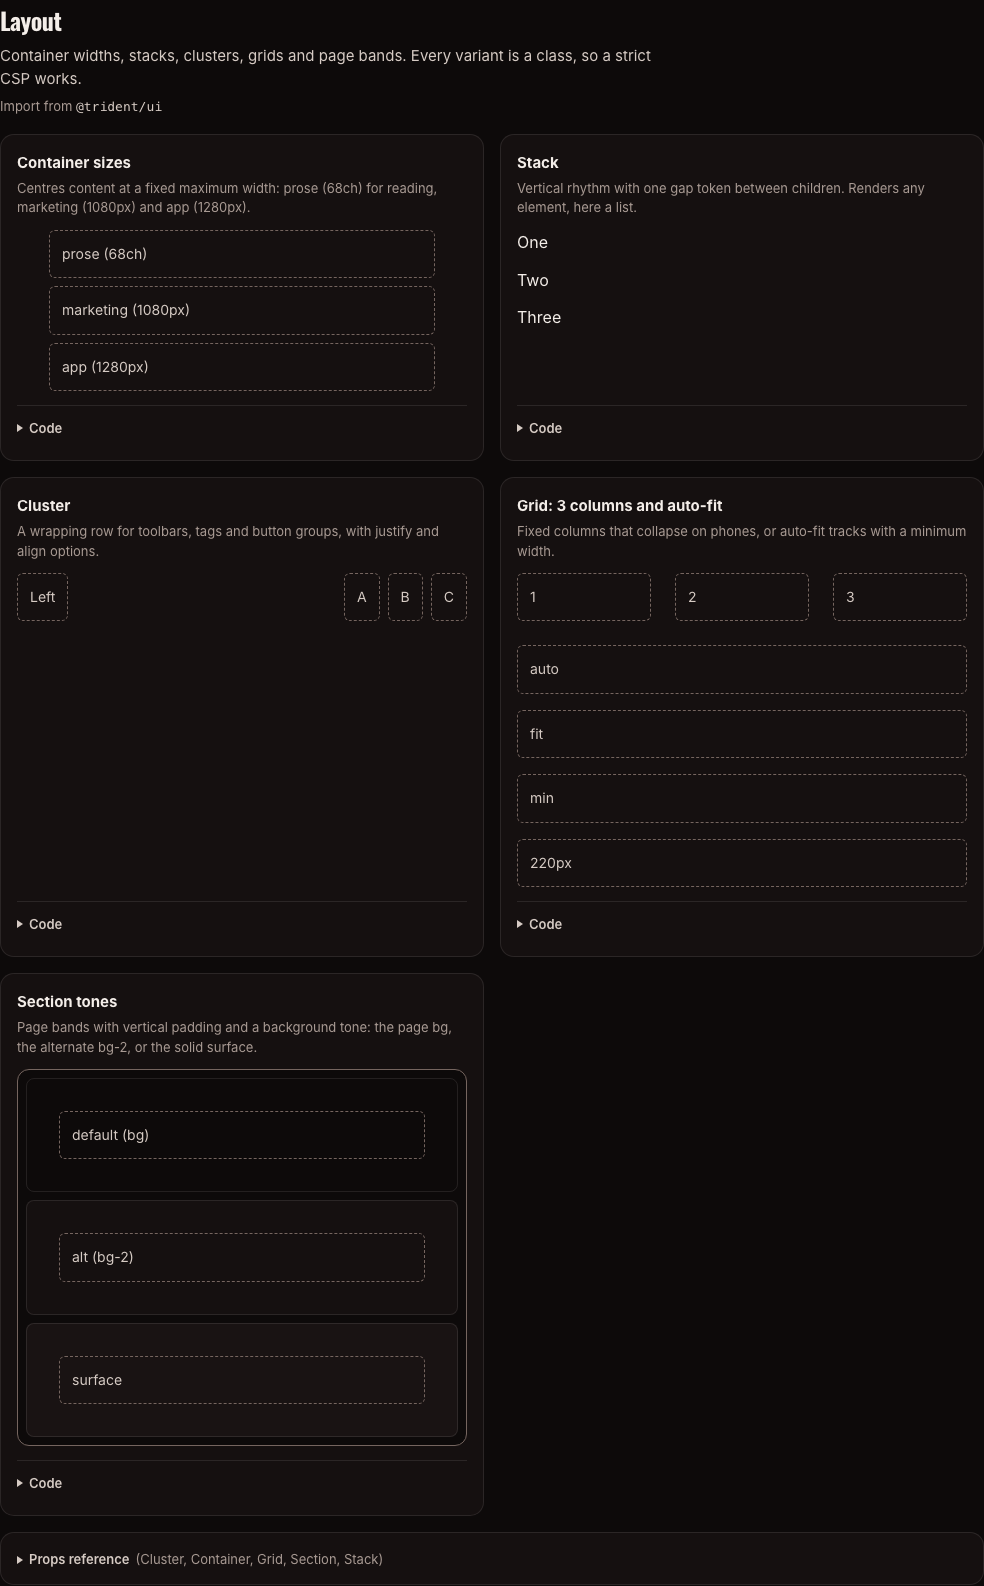 Layout
Container widths, stacks, clusters, grids and page bands. Every variant is a class, so a strict
CSP works.
Import from @trident/ui
Container sizes
Centres content at a fixed maximum width: prose (68ch) for reading,
marketing (1080px) and app (1280px).
prose (68ch)
marketing (1080px)
app (1280px)
Code
Stack
Vertical rhythm with one gap token between children. Renders any
element, here a list.
One
Two
Three
Code
Cluster
A wrapping row for toolbars, tags and button groups, with justify and
align options.
Left A B C
Code
Grid: 3 columns and auto-fit
Fixed columns that collapse on phones, or auto-fit tracks with a minimum
width.
1 2 3
auto
fit
min
220px
Code
Section tones
Page bands with vertical padding and a background tone: the page bg,
the alternate bg-2, or the solid surface.
default (bg)
alt (bg-2)
surface
Code
Props reference (Cluster, Container, Grid, Section, Stack)